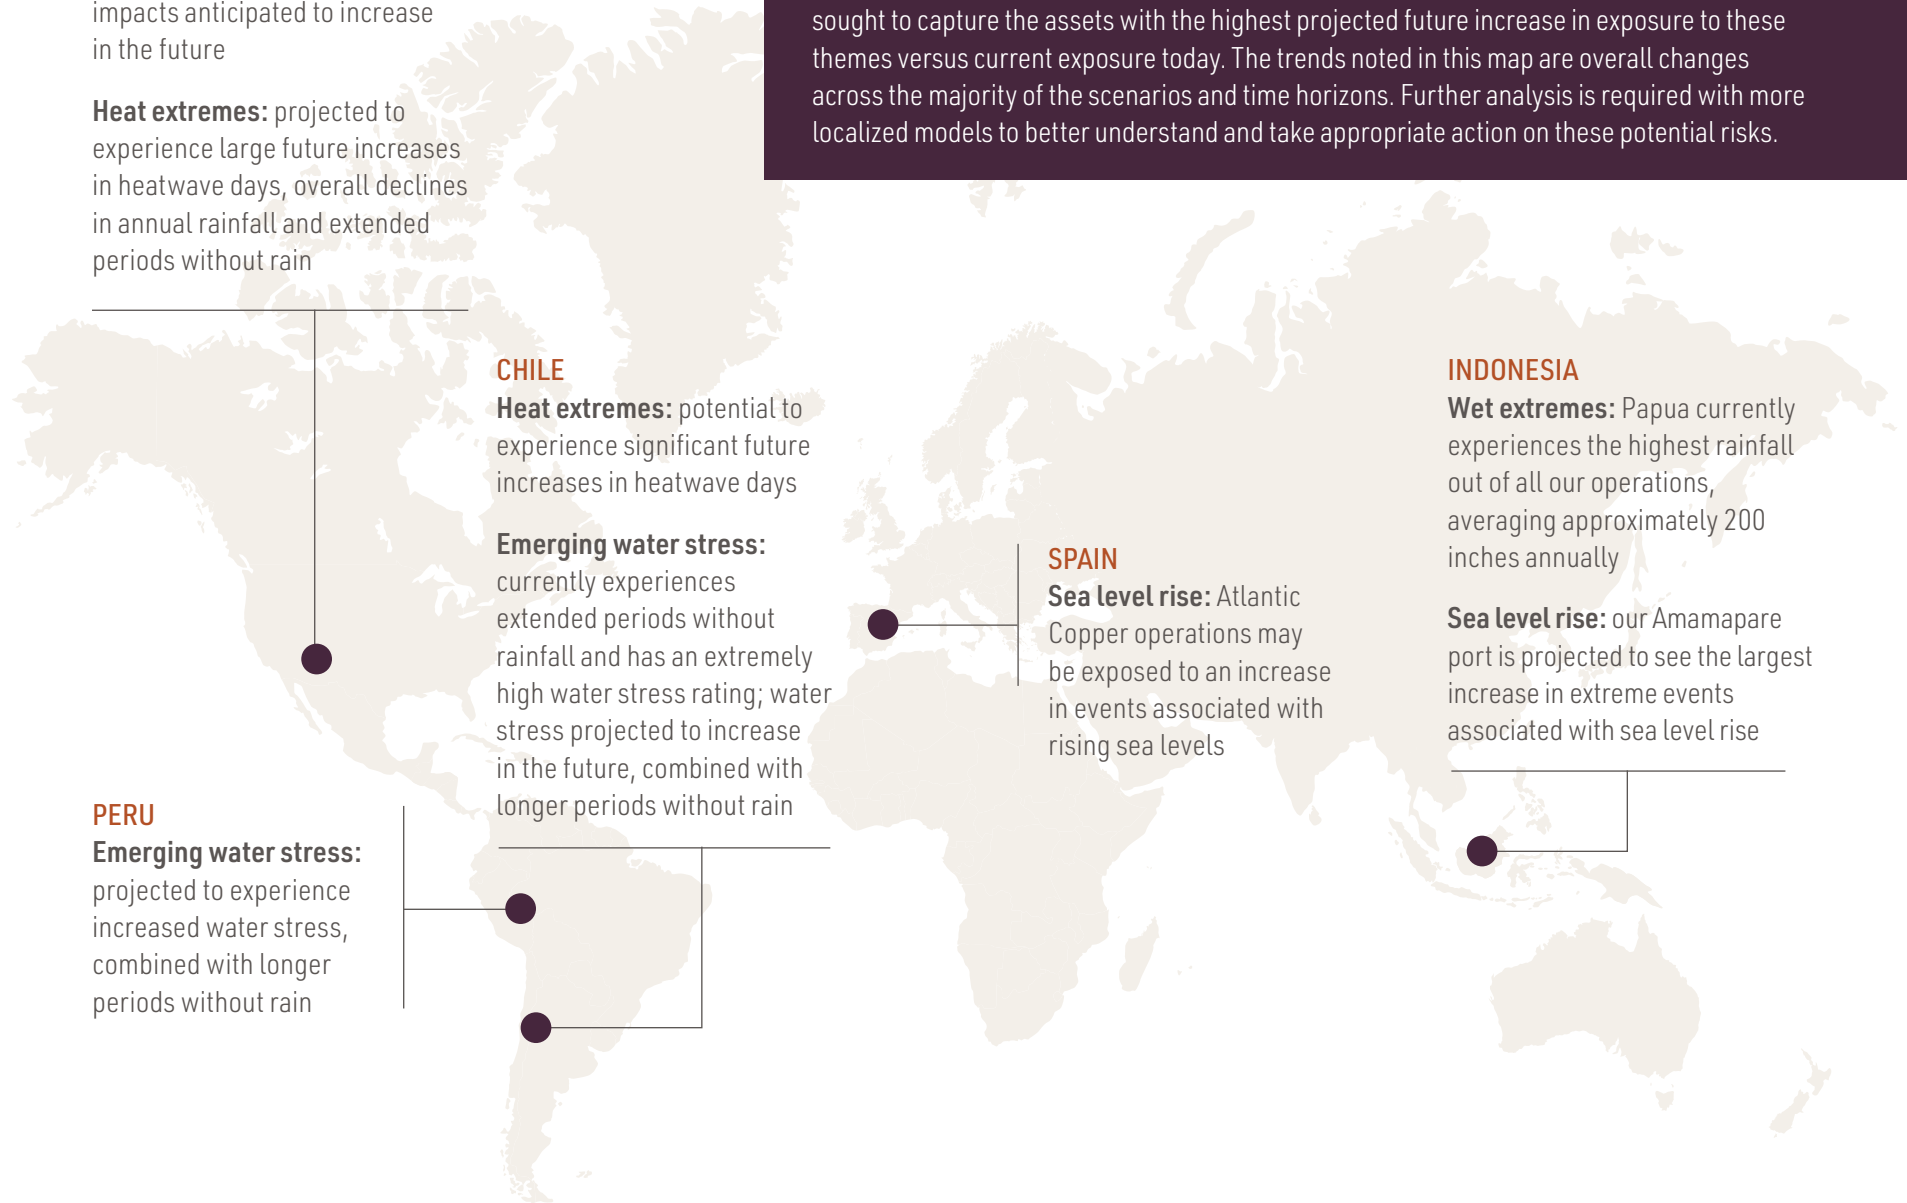 impacts anticipated to increase
in the future
Heat extremes: projected to
experience large future increases
in heatwave days, overall declines
in annual rainfall and extended
periods without rain
sought to capture the assets with the highest projected future increase in exposure to these
themes versus current exposure today. The trends noted in this map are overall changes
across the majority of the scenarios and time horizons. Further analysis is required with more
localized models to better understand and take appropriate action on these potential risks.
CHILE
Heat extremes: potential to
experience significant future
increases in heatwave days
Emerging water stress:
currently experiences
extended periods without
rainfall and has an extremely
high water stress rating; water
stress projected to increase
in the future, combined with
longer periods without rain
SPAIN
Sea level rise: Atlantic
Copper operations may
be exposed to an increase
in events associated with
rising sea levels
INDONESIA
Wet extremes: Papua currently
experiences the highest rainfall
out of all our operations,
averaging approximately 200
inches annually
Sea level rise: our Amamapare
port is projected to see the largest
increase in extreme events
associated with sea level rise
PERU
Emerging water stress:
projected to experience
increased water stress,
combined with longer
periods without rain